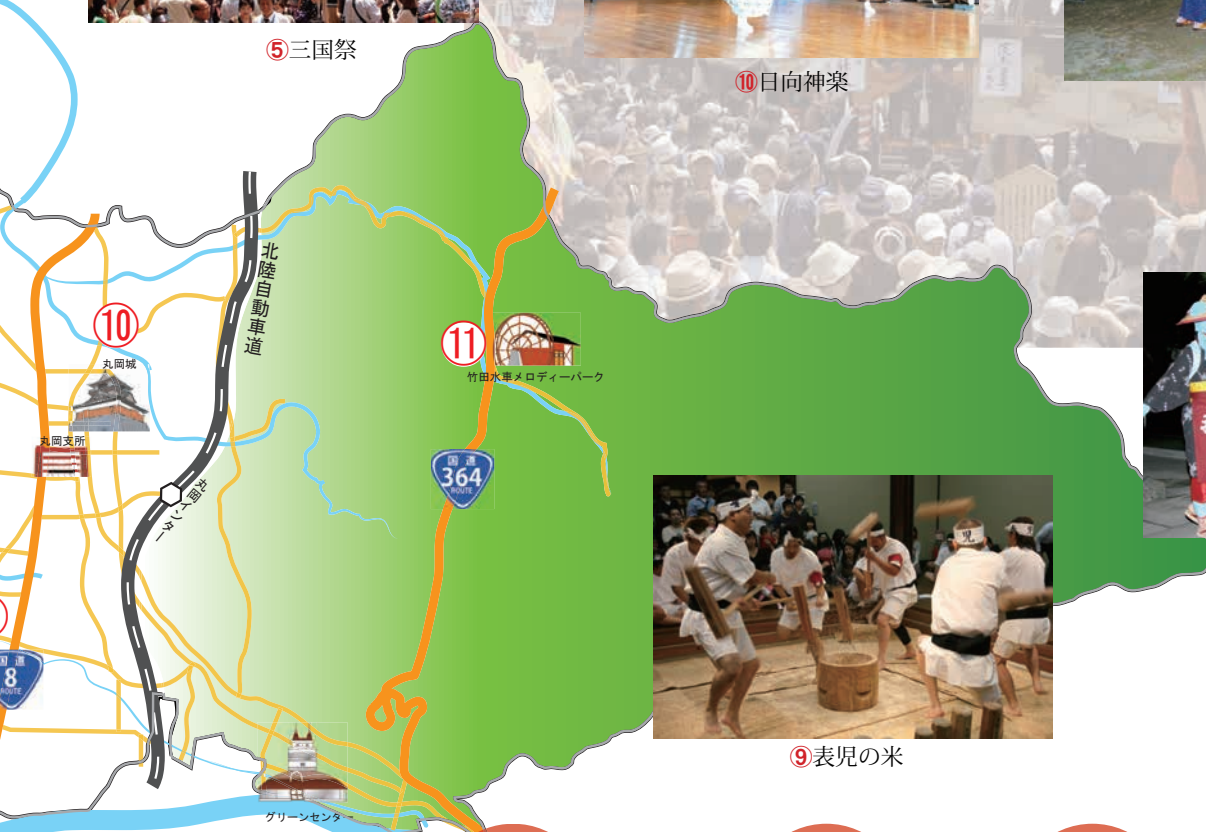 ⑤三国祭
⑩日向神楽
北陸自動車道
⑩
丸岡城
⑪
竹田水車メロディーパーク
丸岡支所
国道
364
ROUTE
丸岡インター
児
国道
8
ROUTE
⑨表児の米
グリーンセンター